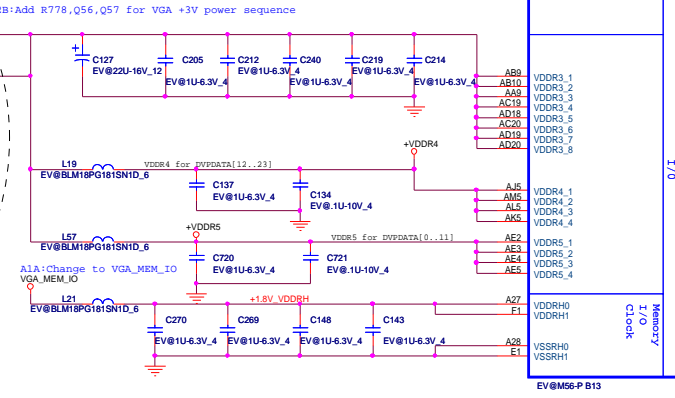 B:Add R778,Q56,Q57 for VGA +3V power sequence
C127
EV@22U-16V_12
C205
EV@1U-6.3V_4
C212
EV@1U-6.3V_4
C240
EV@1U-6.3V_4
C219
EV@1U-6.3V_4
C214
EV@1U-6.3V_4
AB9 VDDR3_1
AB10 VDDR3_2
AA9 VDDR3_3
AC19 VDDR3_4
AD18 VDDR3_5
AC20 VDDR3_6
AD19 VDDR3_7
AD20 VDDR3_8
I/O
+VDDR4
L19
EV@BLM18PG181SN1D_6
VDDR4 for DVPDATA[12..23]
C137
EV@1U-6.3V_4
C134
EV@.1U-10V_4
AJ5 VDDR4_1
AM5 VDDR4_2
AL5 VDDR4_3
AK5 VDDR4_4
+VDDR5
L57
EV@BLM18PG181SN1D_6
VDDR5 for DVPDATA[0..11]
C720
EV@1U-6.3V_4
C721
EV@.1U-10V_4
AE2 VDDR5_1
AE3 VDDR5_2
AE4 VDDR5_3
AE5 VDDR5_4
A1A:Change to VGA_MEM_IO
VGA_MEM_IO
L21
EV@BLM18PG181SN1D_6
+1.8V_VDDRH
C270
EV@1U-6.3V_4
C269
EV@1U-6.3V_4
C148
EV@1U-6.3V_4
C143
EV@1U-6.3V_4
A27 VDDRH0
F1 VDDRH1
A28 VSSRH0
E1 VSSRH1
Memory
I/O
Clock
EV@M56-P B13